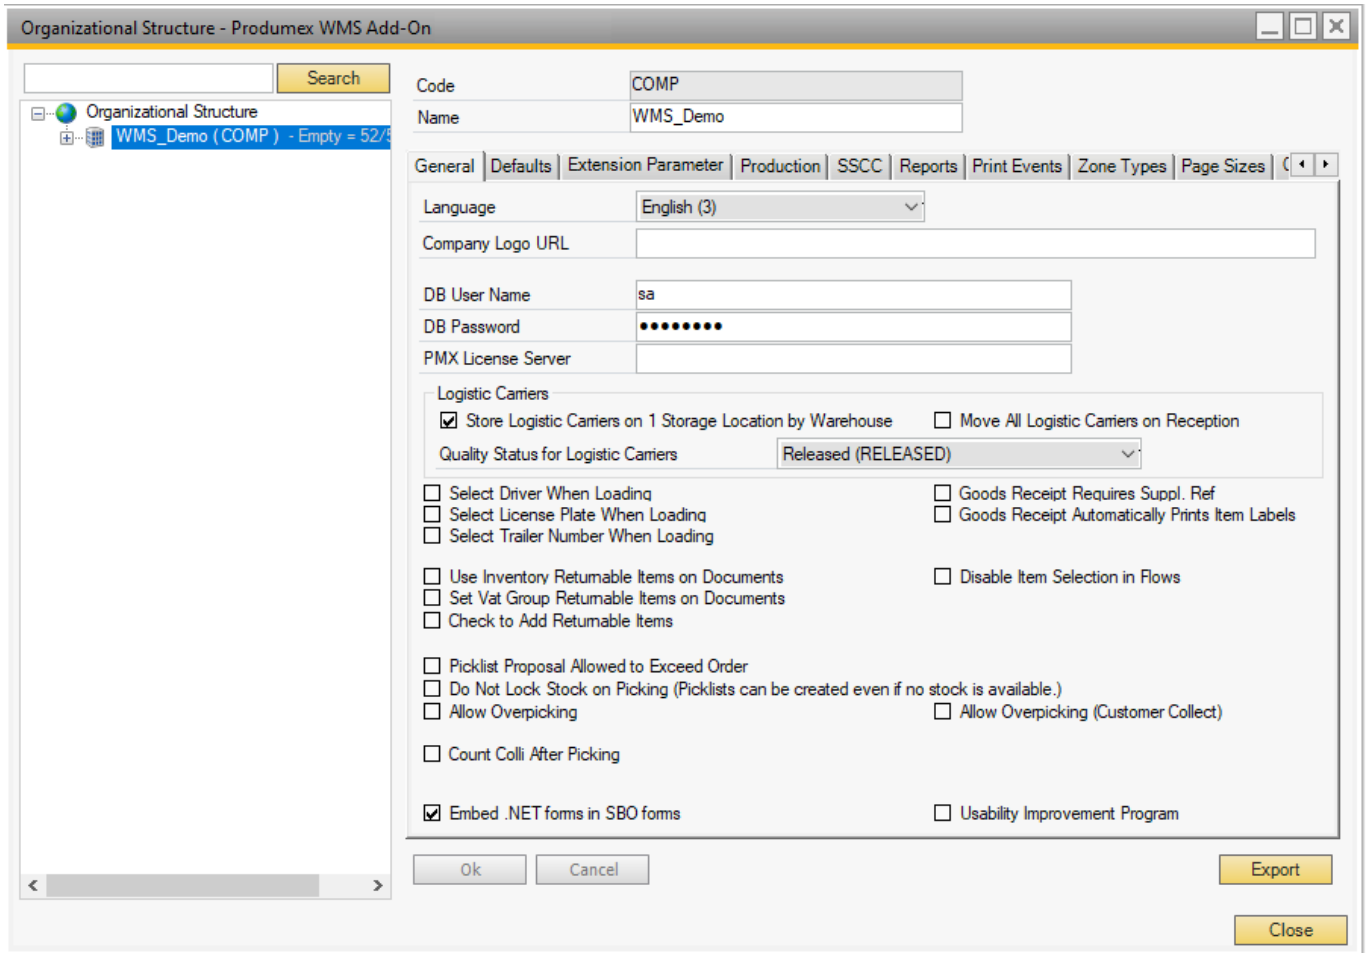 Organizational Structure - Produmex WMS Add-On
Search
Organizational Structure
WMS_Demo ( COMP ) - Empty = 52/5
Code COMP
Name WMS_Demo
General Defaults Extension Parameter Production SSCC Reports Print Events Zone Types Page Sizes
Language English (3)
Company Logo URL
DB User Name sa
DB Password ●●●●●●●●
PMX License Server
Logistic Carriers
Store Logistic Carriers on 1 Storage Location by Warehouse Move All Logistic Carriers on Reception
Quality Status for Logistic Carriers Released (RELEASED)
Select Driver When Loading Goods Receipt Requires Suppl. Ref
Select License Plate When Loading Goods Receipt Automatically Prints Item Labels
Select Trailer Number When Loading
Use Inventory Returnable Items on Documents Disable Item Selection in Flows
Set Vat Group Returnable Items on Documents
Check to Add Returnable Items
Picklist Proposal Allowed to Exceed Order
Do Not Lock Stock on Picking (Picklists can be created even if no stock is available.)
Allow Overpicking Allow Overpicking (Customer Collect)
Count Colli After Picking
Embed .NET forms in SBO forms Usability Improvement Program
Ok Cancel Export
Close